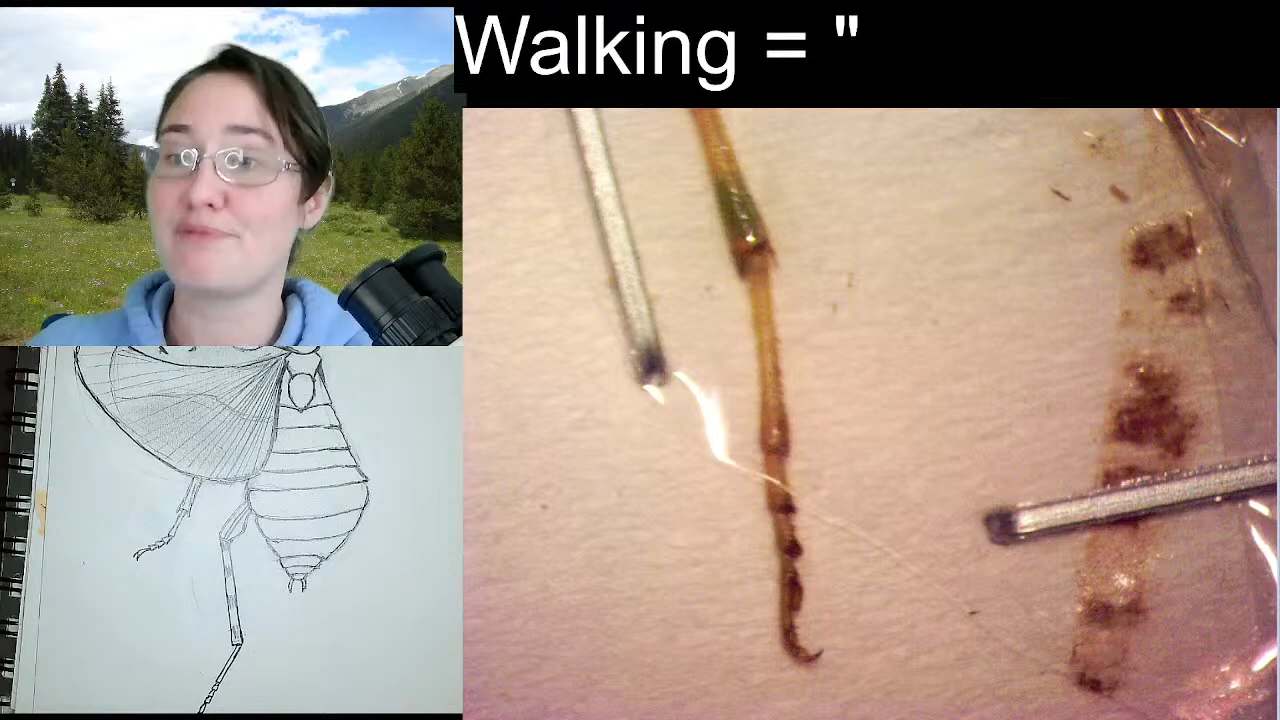 Walking = "